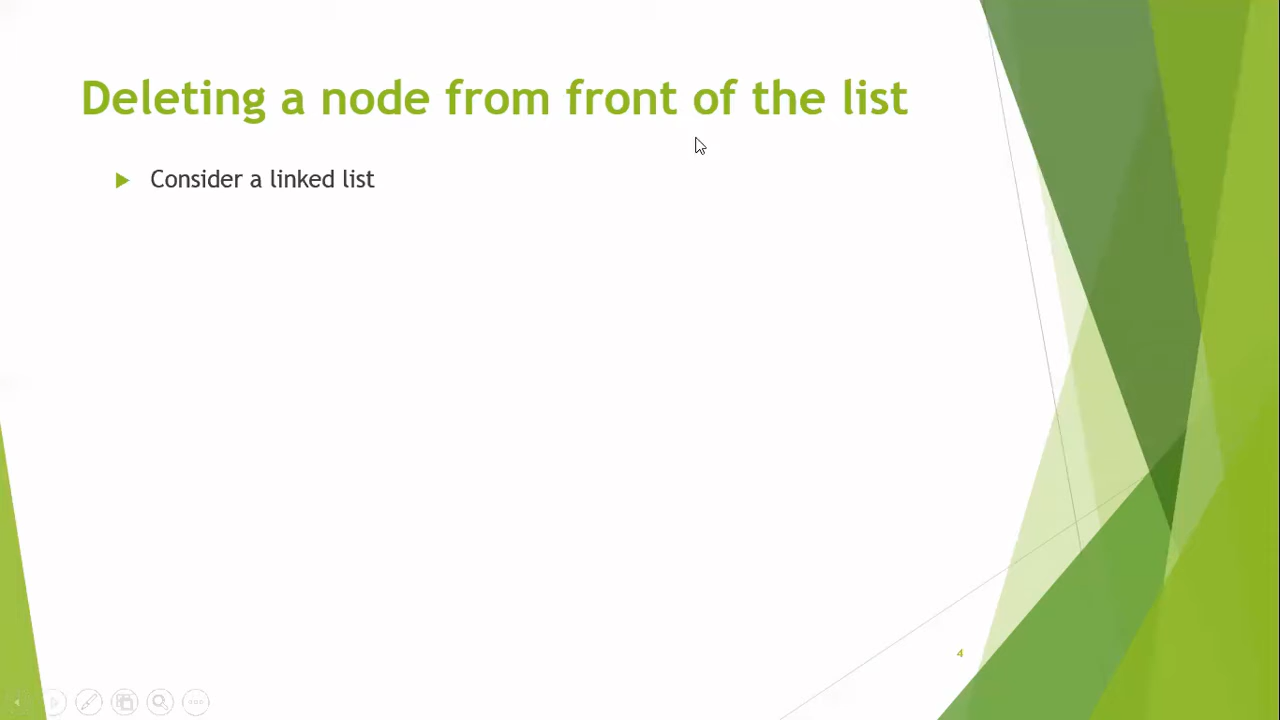 Deleting a node from front of the list
Consider a linked list
4